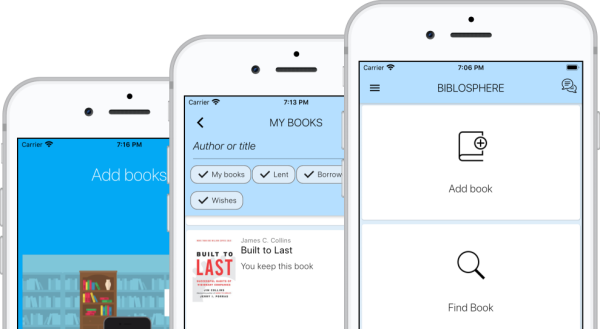 Carrier 7:16 PM
Add books
Carrier 7:13 PM
MY BOOKS
Author or title
My books Lent Borrow
Wishes
James C. Collins
Built to Last
You keep this book
BUILT TO
LAST
JIM COLLINS
JERRY I. PORRAS
Carrier 7:06 PM
BIBLOSPHERE
Add book
Find Book